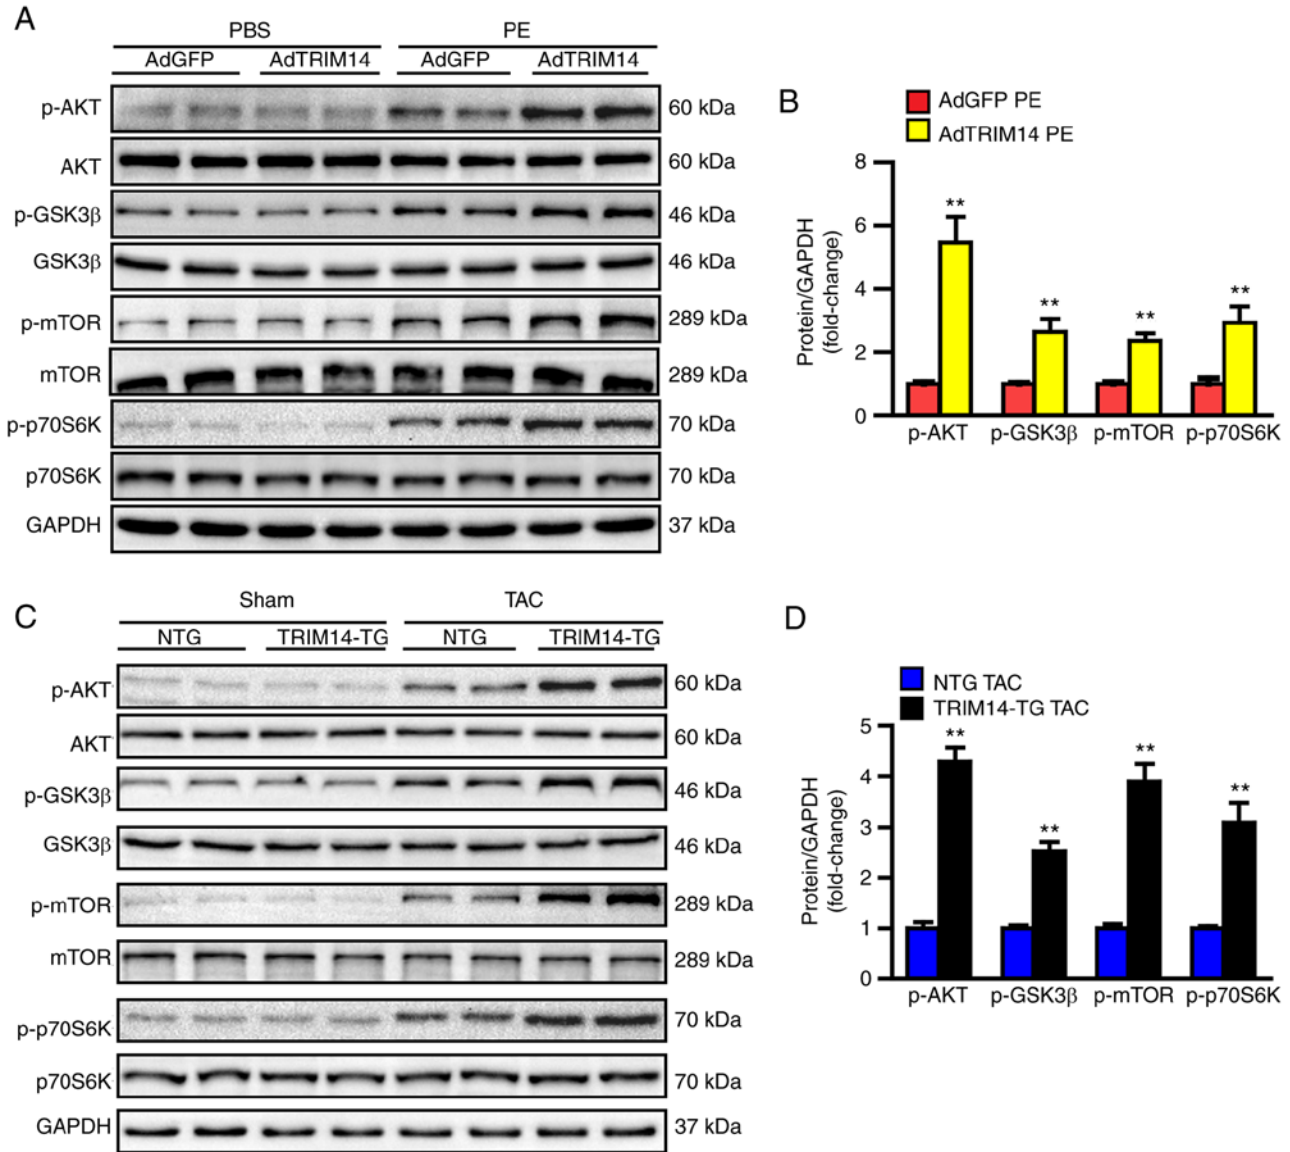 A
PBS PE
AdGFP AdTRIM14 AdGFP AdTRIM14
p-AKT 60 kDa
AKT 60 kDa
p-GSK3β 46 kDa
GSK3β 46 kDa
p-mTOR 289 kDa
mTOR 289 kDa
p-p70S6K 70 kDa
p70S6K 70 kDa
GAPDH 37 kDa
B
AdGFP PE
AdTRIM14 PE
Protein/GAPDH
(fold-change)
8
6
4
2
0
** ** ** **
p-AKT p-GSK3β p-mTOR p-p70S6K
C
Sham TAC
NTG TRIM14-TG NTG TRIM14-TG
p-AKT 60 kDa
AKT 60 kDa
p-GSK3β 46 kDa
GSK3β 46 kDa
p-mTOR 289 kDa
mTOR 289 kDa
p-p70S6K 70 kDa
p70S6K 70 kDa
GAPDH 37 kDa
D
NTG TAC
TRIM14-TG TAC
Protein/GAPDH
(fold-change)
5
4
3
2
1
0
** ** ** **
p-AKT p-GSK3β p-mTOR p-p70S6K